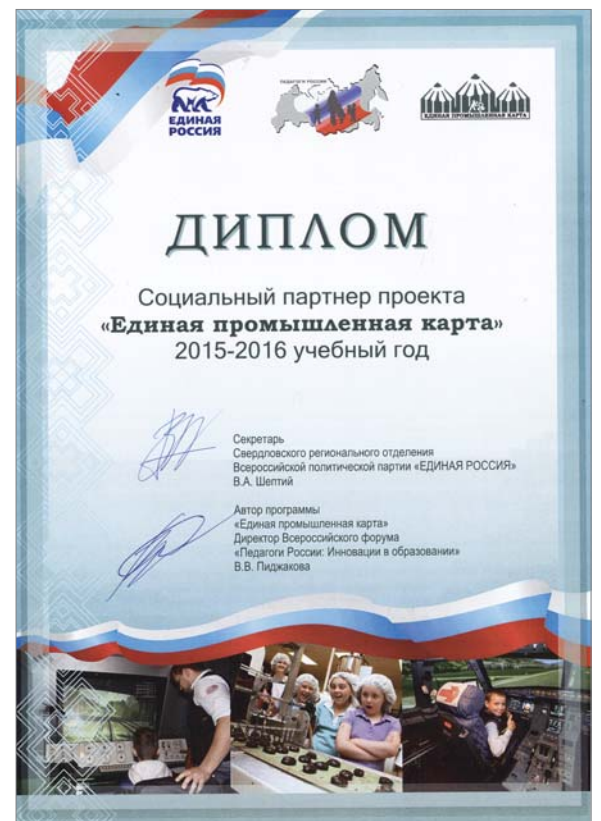 ЕДИНАЯ
РОССИЯ
ПЕДАГОГИ РОССИИ
ЕДИНАЯ ПРОМЫШЛЕННАЯ КАРТА
ДИПЛОМ
Социальный партнер проекта
«Единая промышленная карта»
2015-2016 учебный год
Секретарь
Свердловского регионального отделения
Всероссийской политической партии «ЕДИНАЯ РОССИЯ»
В.А. Шептий
Автор программы
«Единая промышленная карта»
Директор Всероссийского форума
«Педагоги России: Инновации в образовании»
В.В. Пиджакова